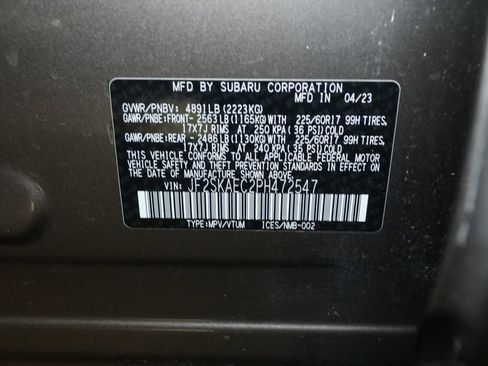 MFD BY SUBARU CORPORATION
MFD IN 04/23
GVWR/PNBV: 4891LB(2223KG)
GAWR/PNBE:FRONT- 2563LB(1165KG)WITH 225/60R17 99H TIRES,
17X7J RIMS AT 250 KPA(36 PSI)COLD
GAWR/PNBE:REAR - 2486LB(1130KG)WITH 225/60R17 99H TIRES,
17X7J RIMS AT 240 KPA(35 PSI)COLD
THIS VEHICLE CONFORMS TO ALL APPLICABLE FEDERAL MOTOR
VEHICLE SAFETY AND THEFT PREVENTION STANDARDS IN EFFECT ON
THE DATE OF MANUFACTURE SHOWN ABOVE.
VIN: JF2SKAEC2PH472547
TYPE:MPV/VTUM ICES/NMB-002